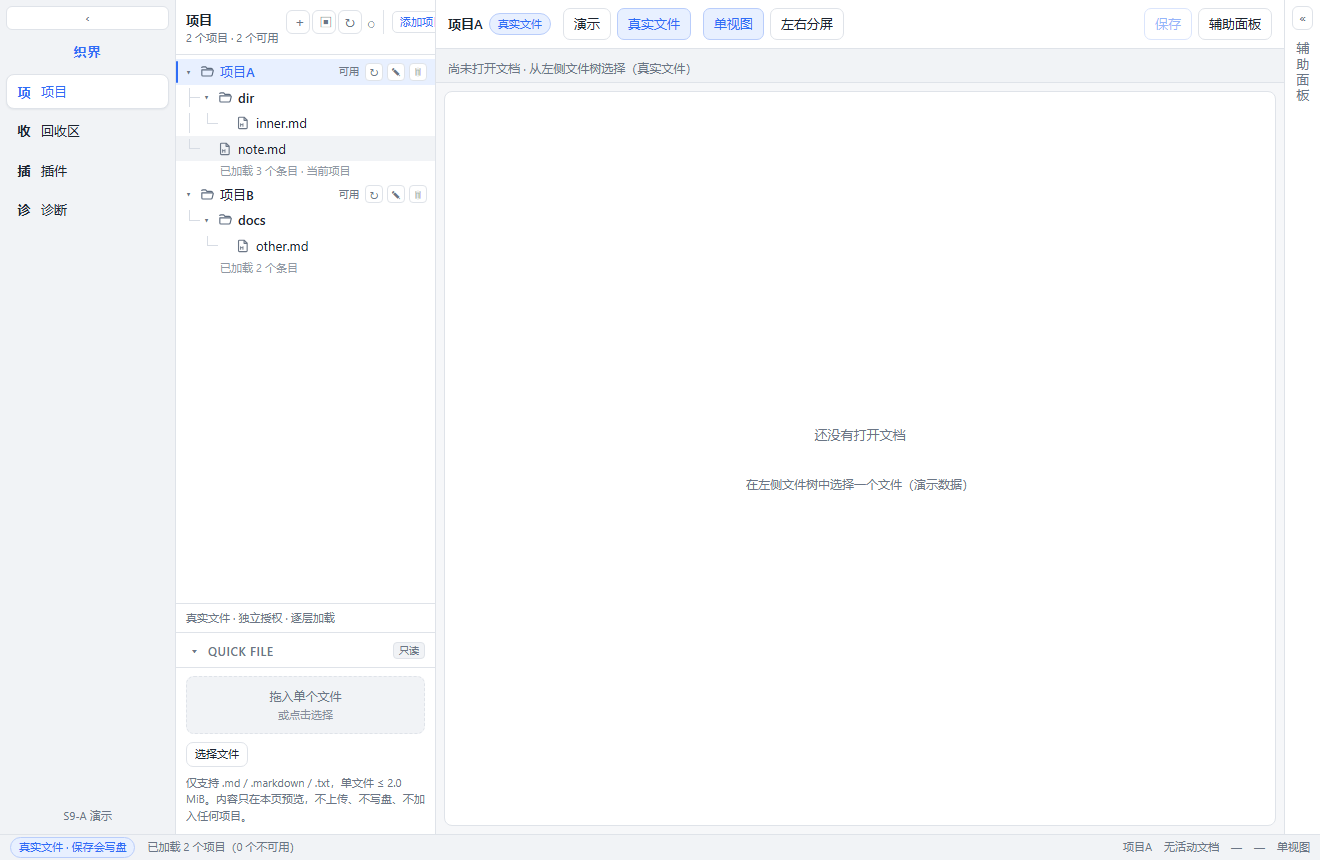 ‹
织界
项 项目
收 回收区
插 插件
诊 诊断
S9-A 演示
项目
2 个项目 · 2 个可用
添加项
项目A 可用
dir
inner.md
note.md
已加载 3 个条目 · 当前项目
项目B 可用
docs
other.md
已加载 2 个条目
真实文件 · 独立授权 · 逐层加载
QUICK FILE 只读
拖入单个文件
或点击选择
选择文件
仅支持 .md / .markdown / .txt，单文件 ≤ 2.0
MiB。内容只在本页预览，不上传、不写盘、不加
入任何项目。
项目A 真实文件 演示 真实文件 单视图 左右分屏 保存 辅助面板
尚未打开文档 · 从左侧文件树选择（真实文件）
还没有打开文档
在左侧文件树中选择一个文件（演示数据）
«
辅助面板
真实文件 · 保存会写盘 已加载 2 个项目（0 个不可用） 项目A 无活动文档 — — 单视图